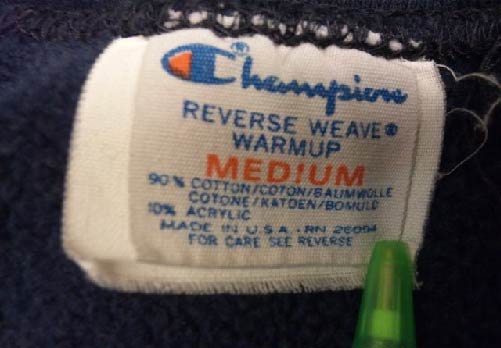 Champion®
REVERSE WEAVE®
WARMUP
MEDIUM
90% COTTON/COTON/BAUMWOLLE
COTONE/KATOEN/BOMULD
10% ACRYLIC
MADE IN U.S.A. - RN 26094
FOR CARE SEE REVERSE